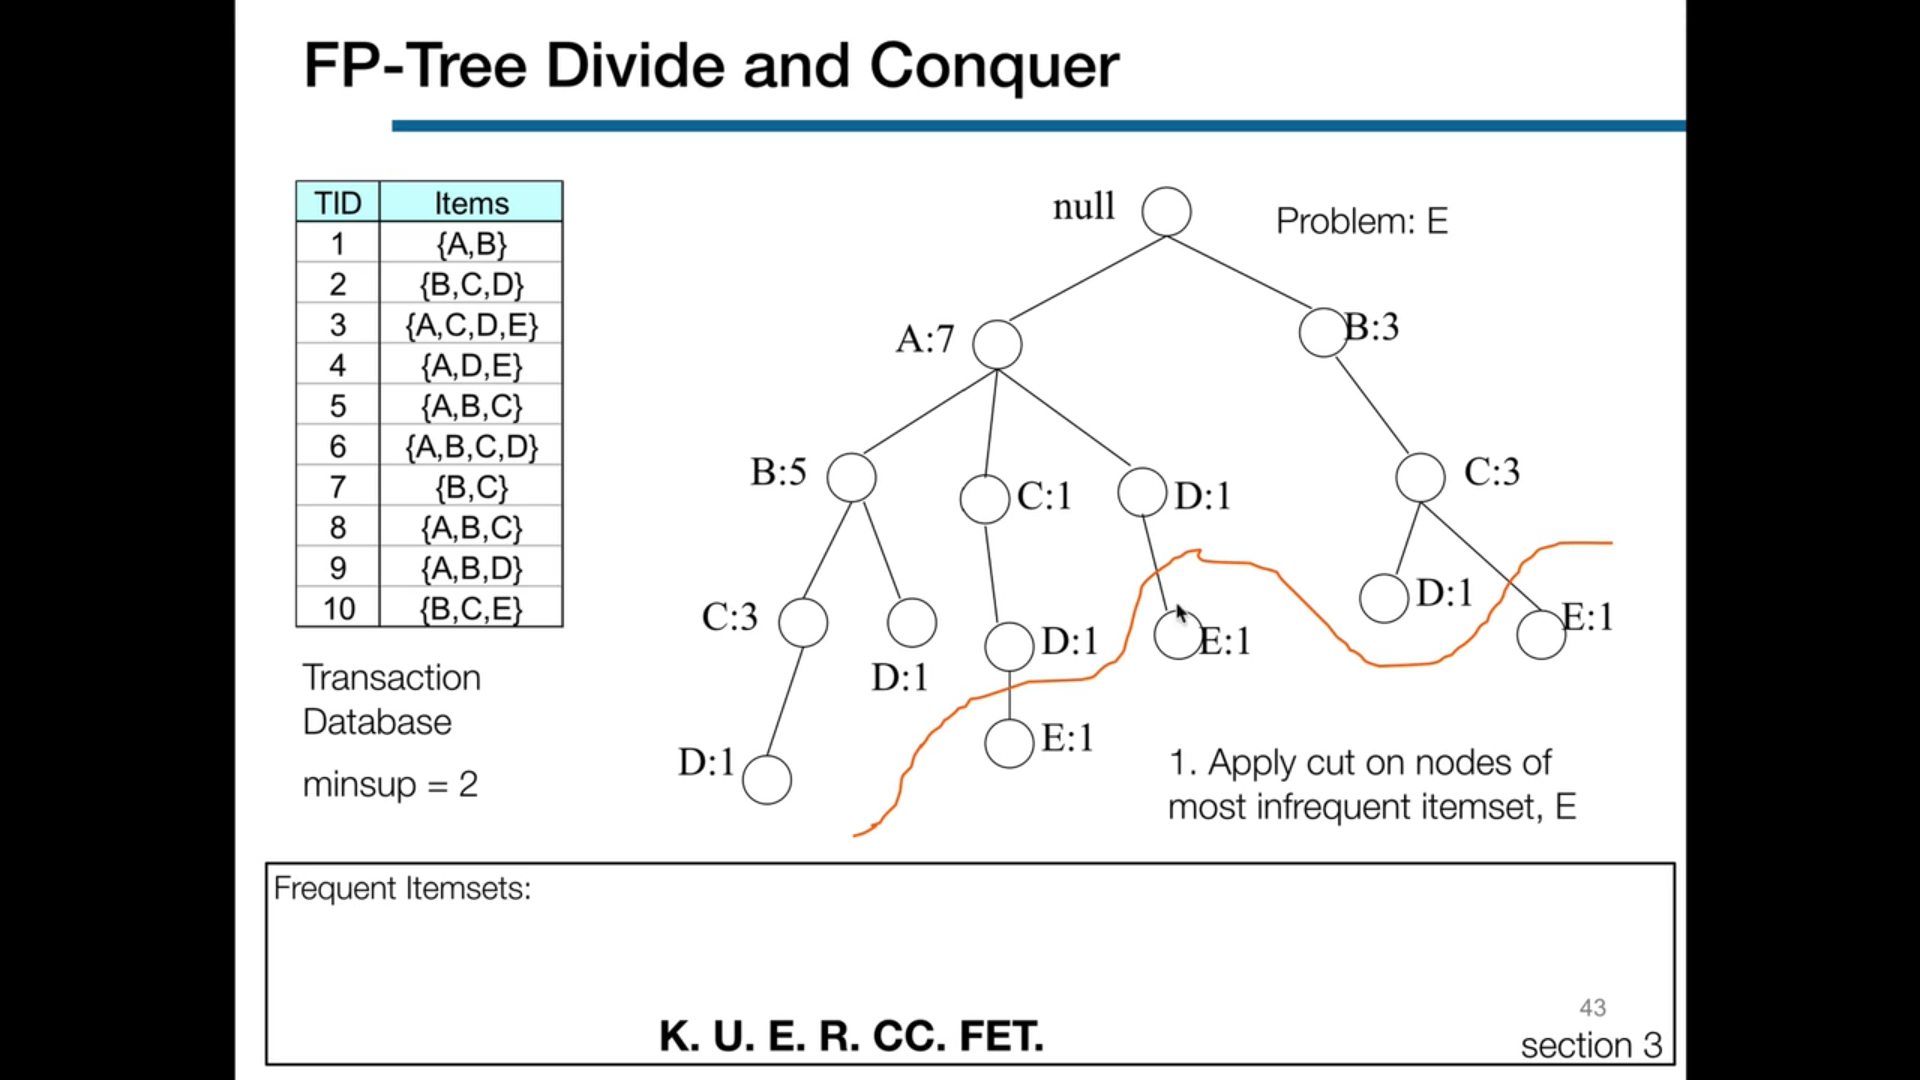 FP-Tree Divide and Conquer
TID Items
1 {A,B}
2 {B,C,D}
3 {A,C,D,E}
4 {A,D,E}
5 {A,B,C}
6 {A,B,C,D}
7 {B,C}
8 {A,B,C}
9 {A,B,D}
10 {B,C,E}
Transaction
Database
minsup = 2
null
Problem: E
A:7
B:3
B:5
C:1
D:1
C:3
C:3
D:1
D:1
E:1
D:1
E:1
D:1
D:1
E:1
1. Apply cut on nodes of
most infrequent itemset, E
Frequent Itemsets:
K. U. E. R. CC. FET.
43
section 3